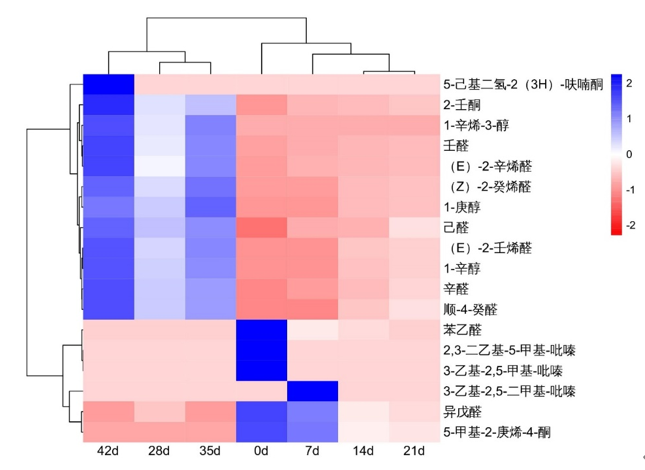 5-己基二氢-2（3H）-呋喃酮
2-壬酮
1-辛烯-3-醇
壬醛
（E）-2-辛烯醛
（Z）-2-癸烯醛
1-庚醇
己醛
（E）-2-壬烯醛
1-辛醇
辛醛
顺-4-癸醛
苯乙醛
2,3-二乙基-5-甲基-吡嗪
3-乙基-2,5-甲基-吡嗪
3-乙基-2,5-二甲基-吡嗪
异戊醛
5-甲基-2-庚烯-4-酮
42d 28d 35d 0d 7d 14d 21d
2
1
0
-1
-2